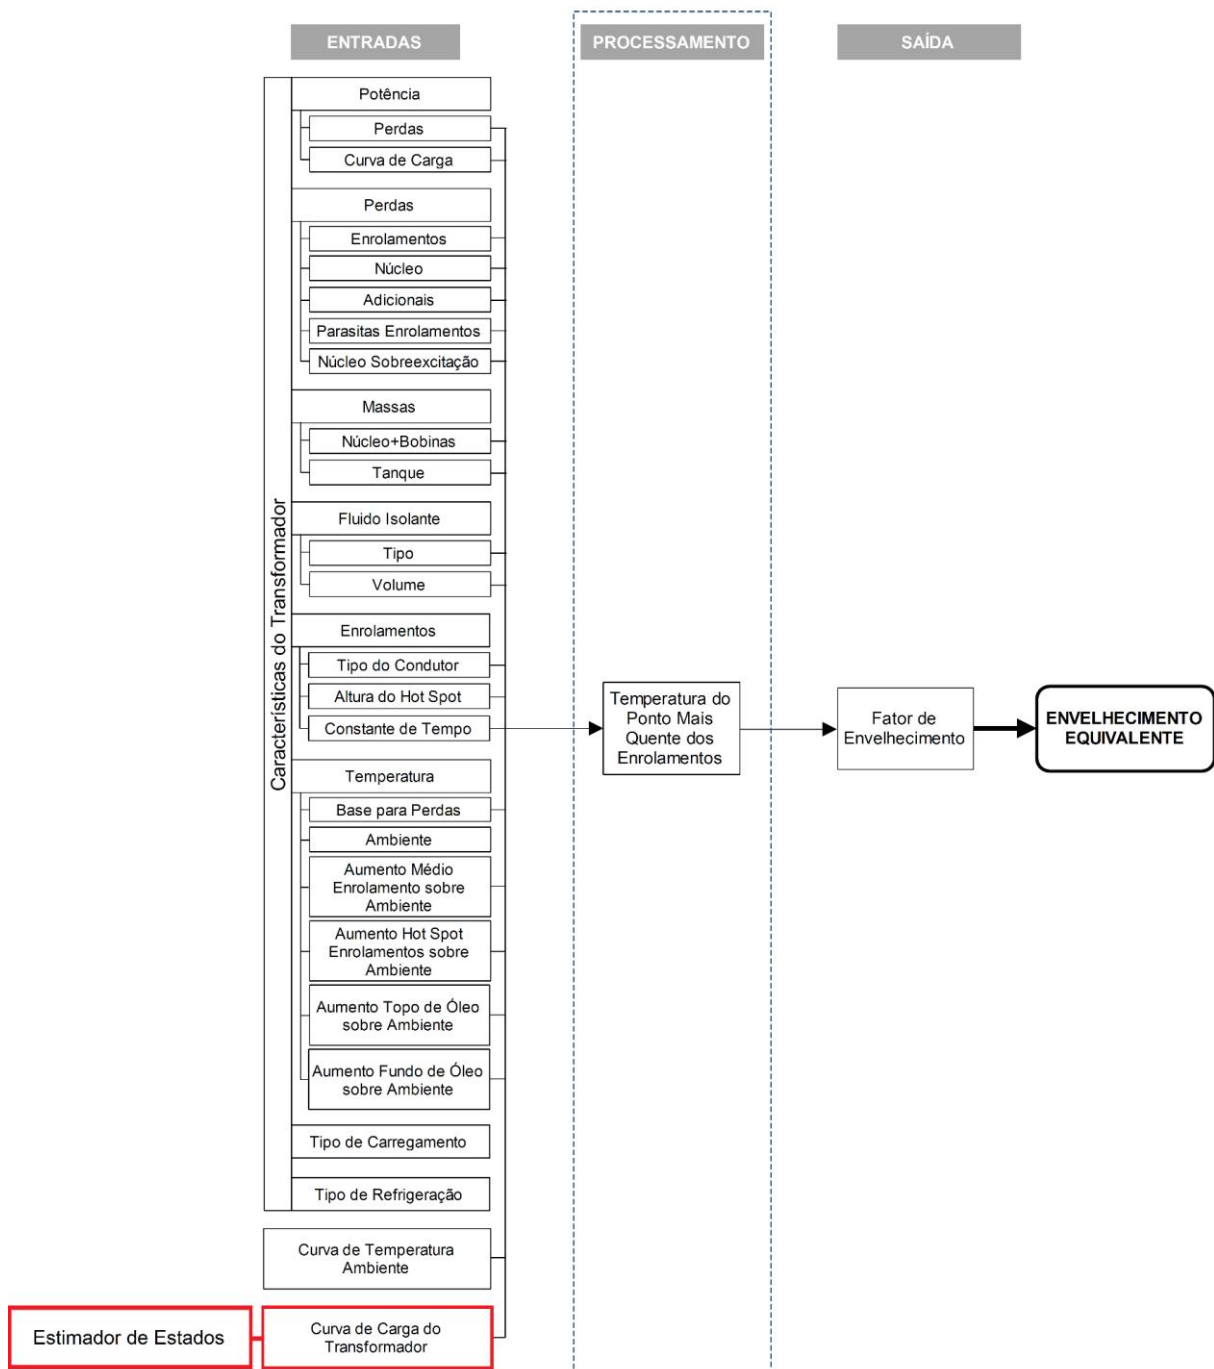 ENTRADAS
PROCESSAMENTO
SAÍDA
Características do Transformador
Potência
Perdas
Curva de Carga
Perdas
Enrolamentos
Núcleo
Adicionais
Parasitas Enrolamentos
Núcleo Sobreexcitação
Massas
Núcleo+Bobinas
Tanque
Fluido Isolante
Tipo
Volume
Enrolamentos
Tipo do Condutor
Altura do Hot Spot
Constante de Tempo
Temperatura
Base para Perdas
Ambiente
Aumento Médio
Enrolamento sobre
Ambiente
Aumento Hot Spot
Enrolamentos sobre
Ambiente
Aumento Topo de Óleo
sobre Ambiente
Aumento Fundo de Óleo
sobre Ambiente
Tipo de Carregamento
Tipo de Refrigeração
Curva de Temperatura
Ambiente
Estimador de Estados
Curva de Carga do
Transformador
Temperatura do
Ponto Mais
Quente dos
Enrolamentos
Fator de
Envelhecimento
ENVELHECIMENTO
EQUIVALENTE